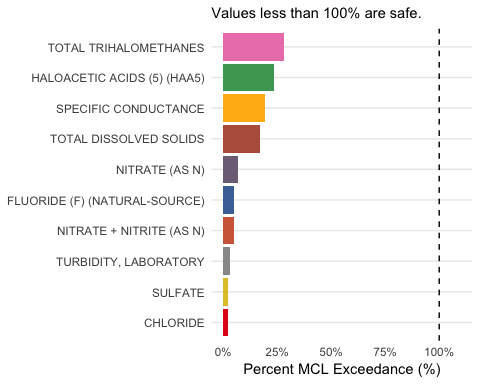 Values less than 100% are safe.
TOTAL TRIHALOMETHANES
HALOACETIC ACIDS (5) (HAA5)
SPECIFIC CONDUCTANCE
TOTAL DISSOLVED SOLIDS
NITRATE (AS N)
FLUORIDE (F) (NATURAL-SOURCE)
NITRATE + NITRITE (AS N)
TURBIDITY, LABORATORY
SULFATE
CHLORIDE
0% 25% 50% 75% 100%
Percent MCL Exceedance (%)